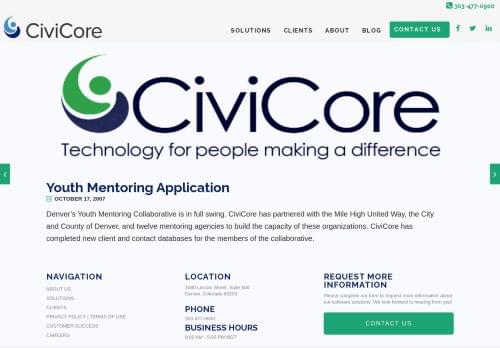 303-477-0900
CiviCore
SOLUTIONS CLIENTS ABOUT BLOG CONTACT US
CiviCore
Technology for people making a difference
Youth Mentoring Application
OCTOBER 17, 2007
Denver's Youth Mentoring Collaborative is in full swing. CiviCore has partnered with the Mile High United Way, the City
and County of Denver, and twelve mentoring agencies to build the capacity of these organizations. CiviCore has
completed new client and contact databases for the members of the collaborative.
NAVIGATION
ABOUT US
SOLUTIONS
CLIENTS
PRIVACY POLICY | TERMS OF USE
CUSTOMER SUCCESS
CAREERS
LOCATION
1580 Lincoln Street, Suite 600
Denver, Colorado 80203
PHONE
303-477-0900
BUSINESS HOURS
9:00 AM - 5:00 PM MDT
REQUEST MORE
INFORMATION
Please complete our form to request more information about
our software solutions. We look forward to hearing from you!
CONTACT US